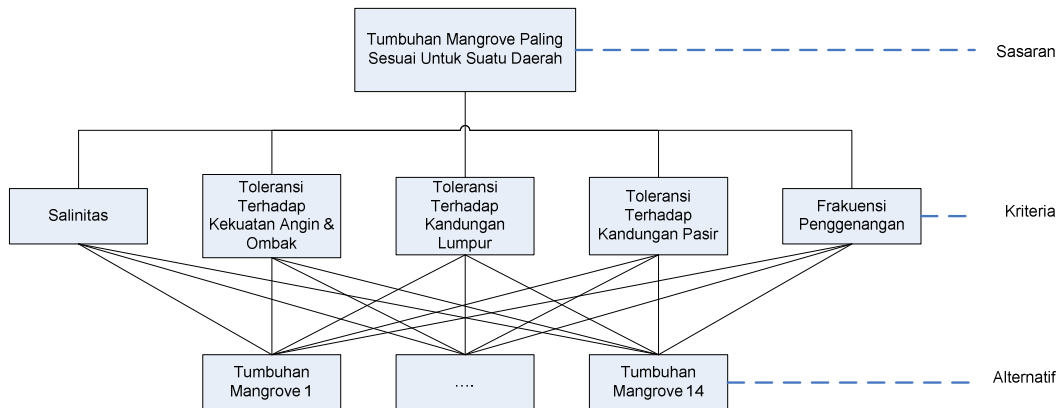 Tumbuhan Mangrove Paling
Sesuai Untuk Suatu Daerah
Sasaran
Salinitas
Toleransi
Terhadap
Kekuatan Angin &
Ombak
Toleransi
Terhadap
Kandungan
Lumpur
Toleransi
Terhadap
Kandungan Pasir
Frakuensi
Penggenangan
Kriteria
Tumbuhan
Mangrove 1
....
Tumbuhan
Mangrove 14
Alternatif